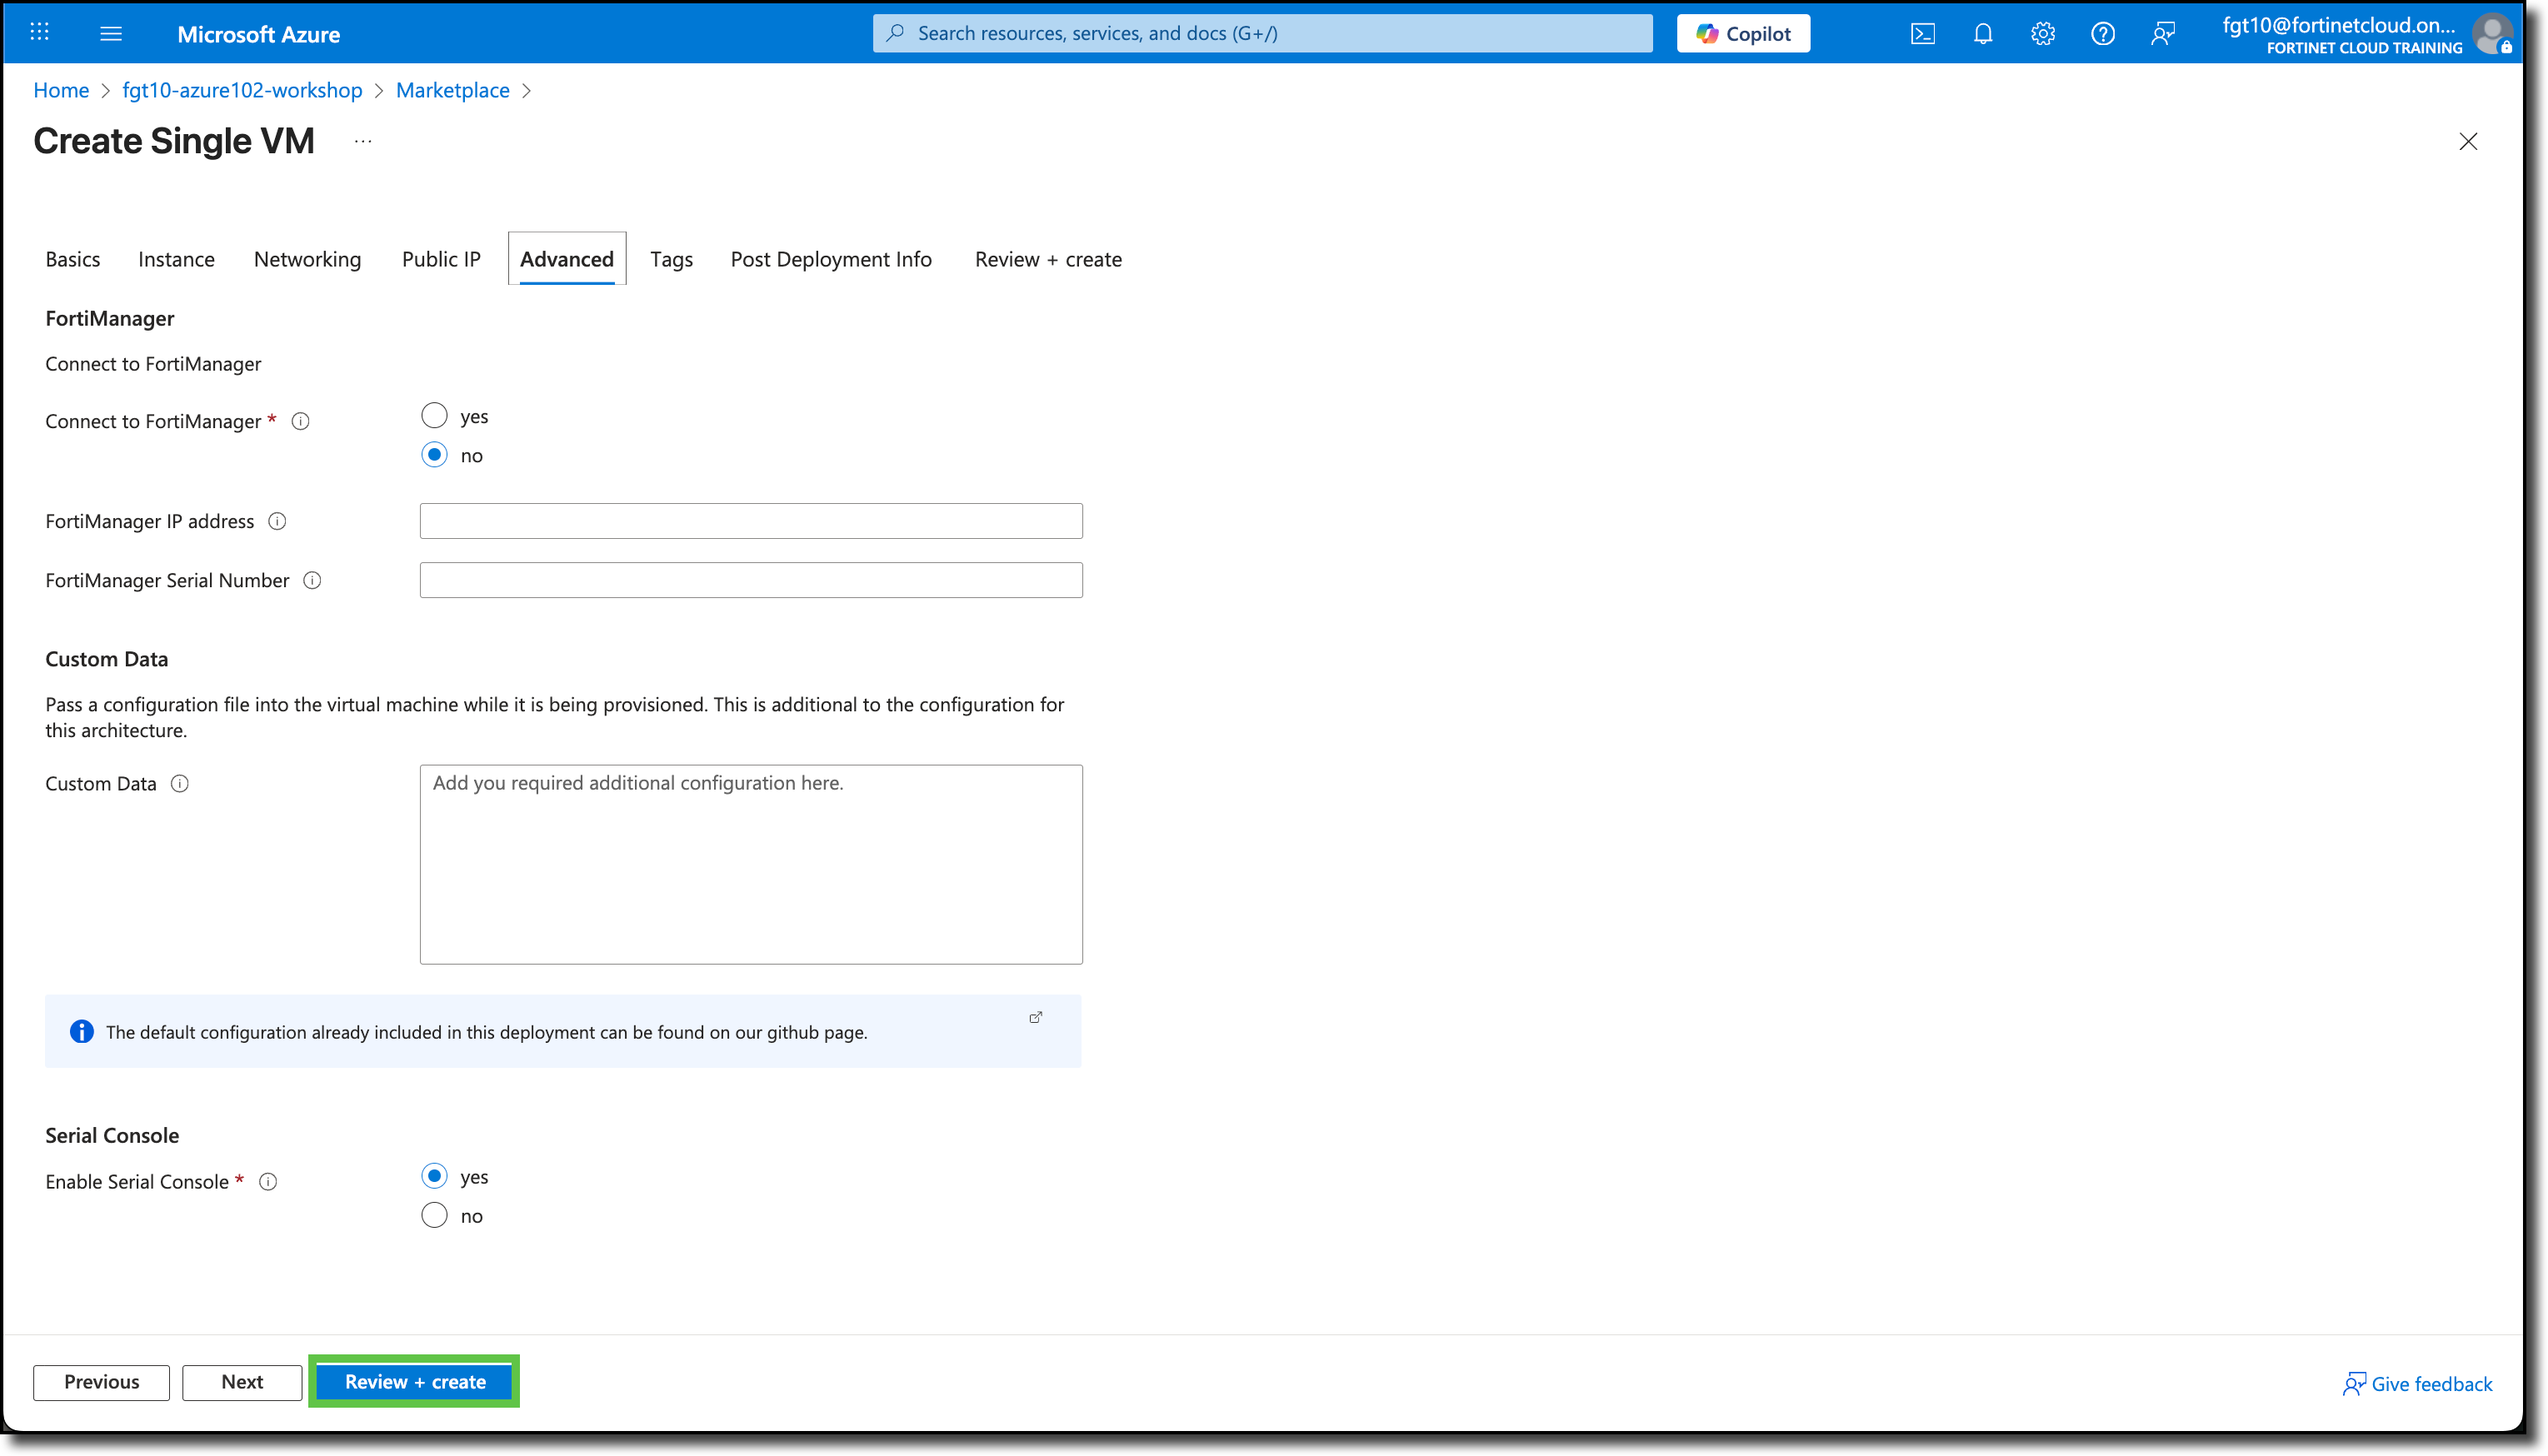 Microsoft Azure
Search resources, services, and docs (G+/)
Copilot
fgt10@fortinetcloud.on...
FORTINET CLOUD TRAINING
Home > fgt10-azure102-workshop > Marketplace >
Create Single VM ...
Basics Instance Networking Public IP Advanced Tags Post Deployment Info Review + create
FortiManager
Connect to FortiManager
Connect to FortiManager *
yes
no
FortiManager IP address
FortiManager Serial Number
Custom Data
Pass a configuration file into the virtual machine while it is being provisioned. This is additional to the configuration for
this architecture.
Custom Data
Add you required additional configuration here.
The default configuration already included in this deployment can be found on our github page.
Serial Console
Enable Serial Console *
yes
no
Previous Next Review + create
Give feedback